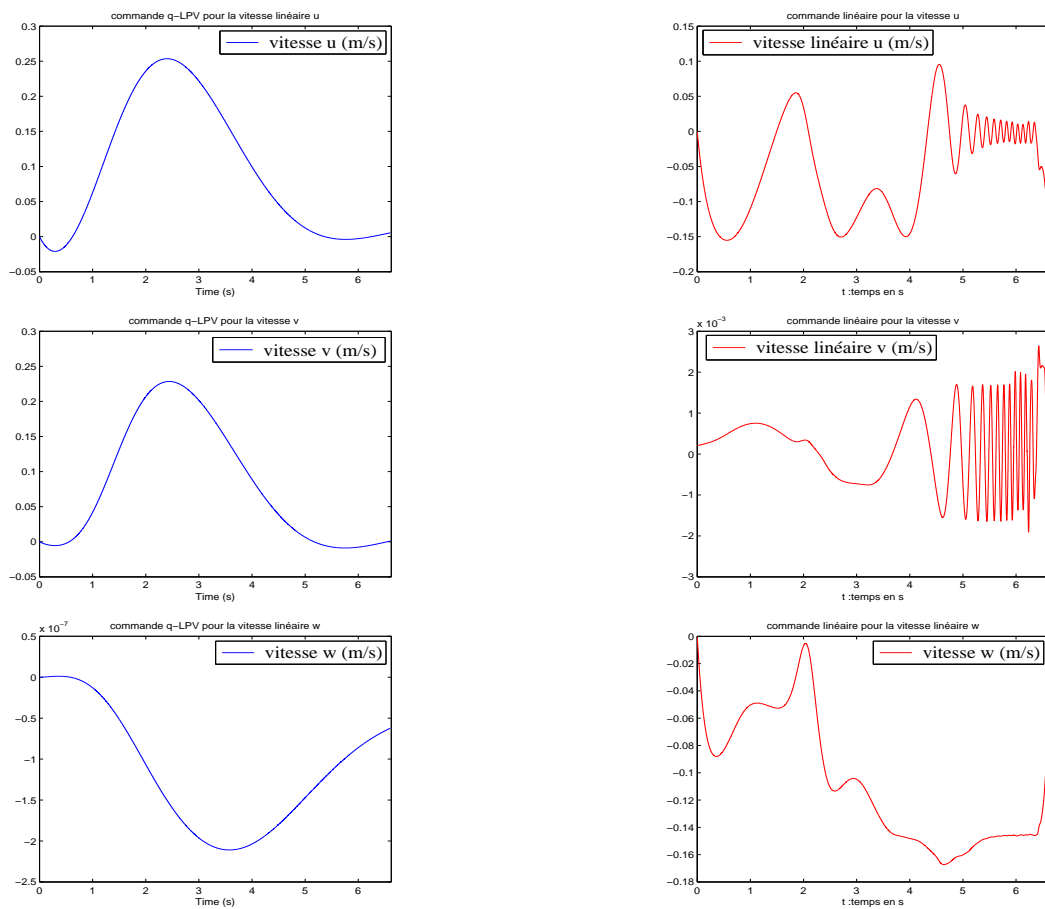 commande q−LPV pour la vitesse linéaire u
0.3
0.25
0.2
0.15
0.1
0.05
0
−0.05
vitesse u (m/s)
0 1 2 3 4 5 6
Time (s)
commande linéaire pour la vitesse u
0.15
0.1
0.05
0
−0.05
−0.1
−0.15
−0.2
vitesse linéaire u (m/s)
0 1 2 3 4 5 6
t :temps en s
commande q−LPV pour la vitesse v
0.3
0.25
0.2
0.15
0.1
0.05
0
−0.05
vitesse v (m/s)
0 1 2 3 4 5 6
Time (s)
commande linéaire pour la vitesse v
x 10−3
3
2
1
0
−1
−2
−3
vitesse linéaire v (m/s)
0 1 2 3 4 5 6
t :temps en s
commande q−LPV pour la vitesse linéaire w
x 10−7
0.5
0
−0.5
−1
−1.5
−2
−2.5
vitesse w (m/s)
0 1 2 3 4 5 6
Time (s)
commande linéaire pour la vitesse linéaire w
0
−0.02
−0.04
−0.06
−0.08
−0.1
−0.12
−0.14
−0.16
−0.18
vitesse w (m/s)
0 1 2 3 4 5 6
t :temps en s